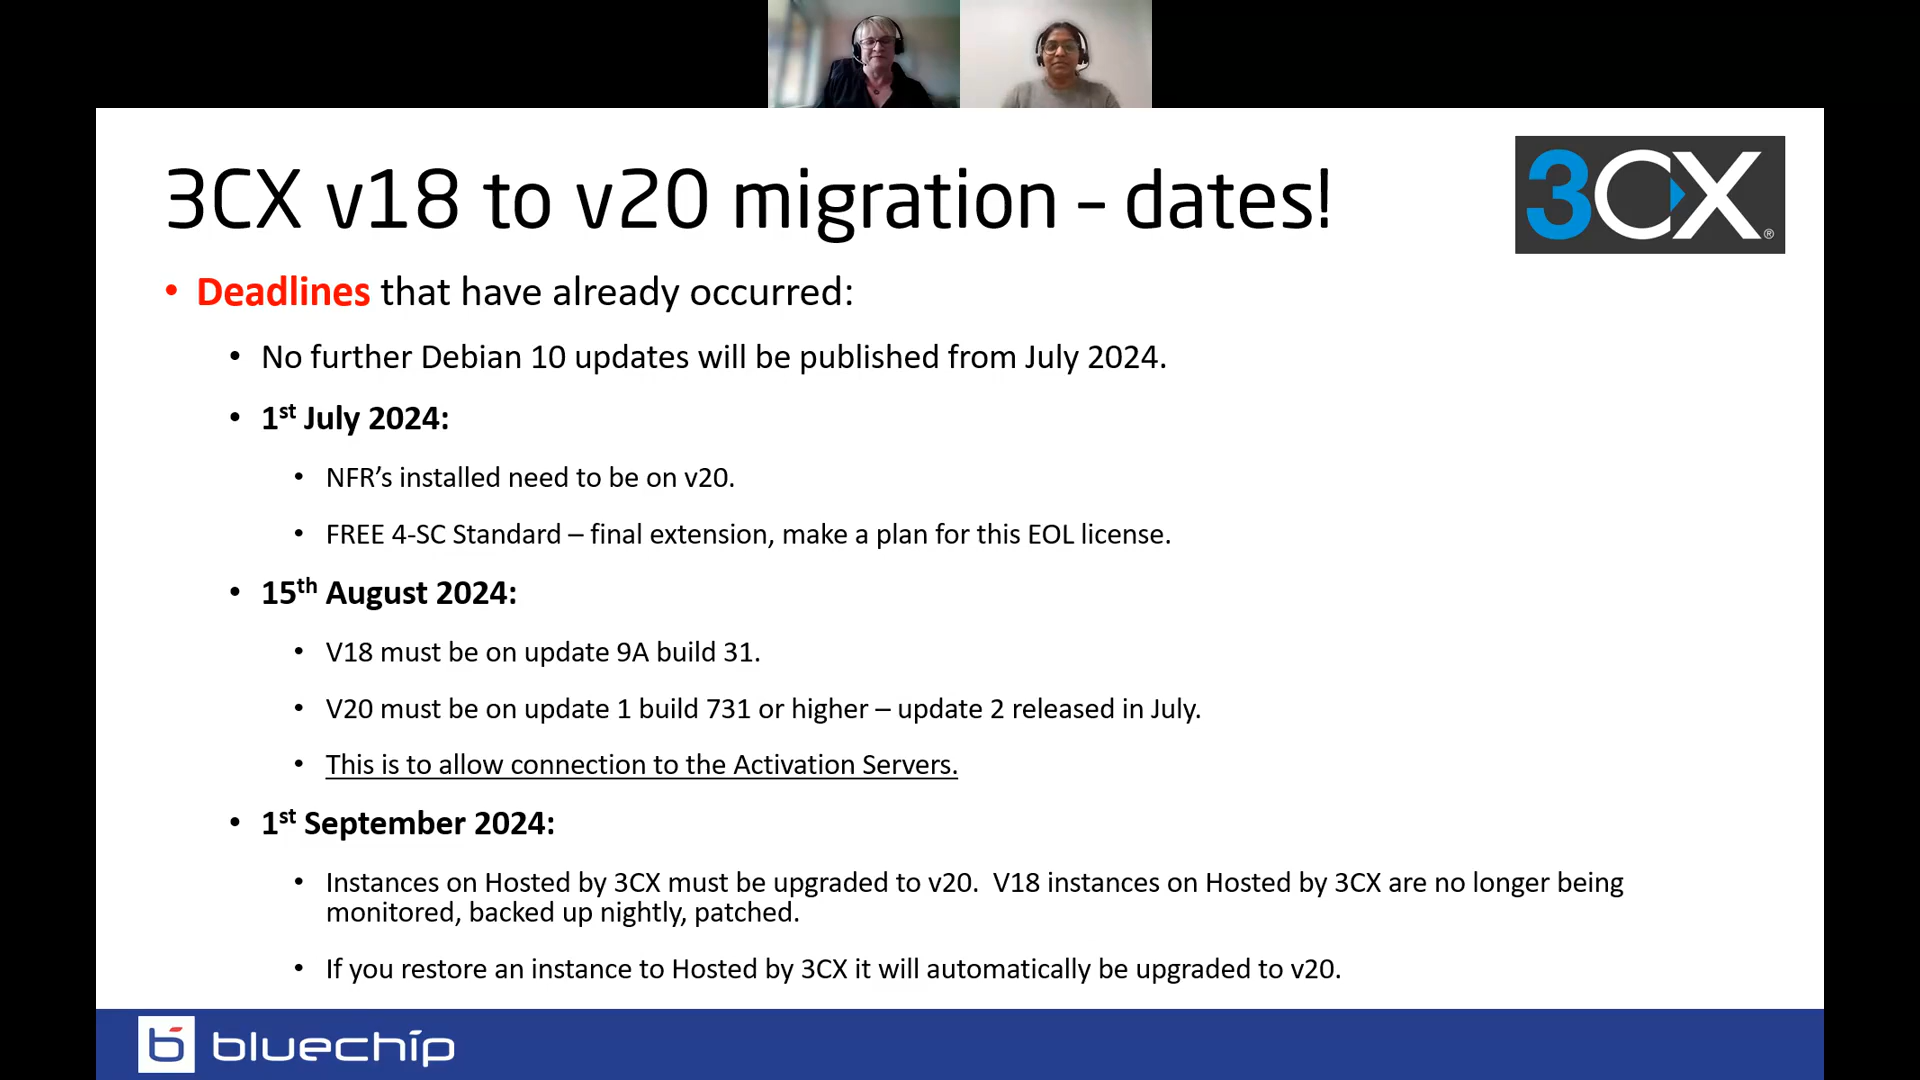 3CX v18 to v20 migration – dates!
3CX®
• Deadlines that have already occurred:
• No further Debian 10 updates will be published from July 2024.
• 1st July 2024:
• NFR’s installed need to be on v20.
• FREE 4-SC Standard – final extension, make a plan for this EOL license.
• 15th August 2024:
• V18 must be on update 9A build 31.
• V20 must be on update 1 build 731 or higher – update 2 released in July.
• This is to allow connection to the Activation Servers.
• 1st September 2024:
• Instances on Hosted by 3CX must be upgraded to v20.  V18 instances on Hosted by 3CX are no longer being
monitored, backed up nightly, patched.
• If you restore an instance to Hosted by 3CX it will automatically be upgraded to v20.
b bluechip